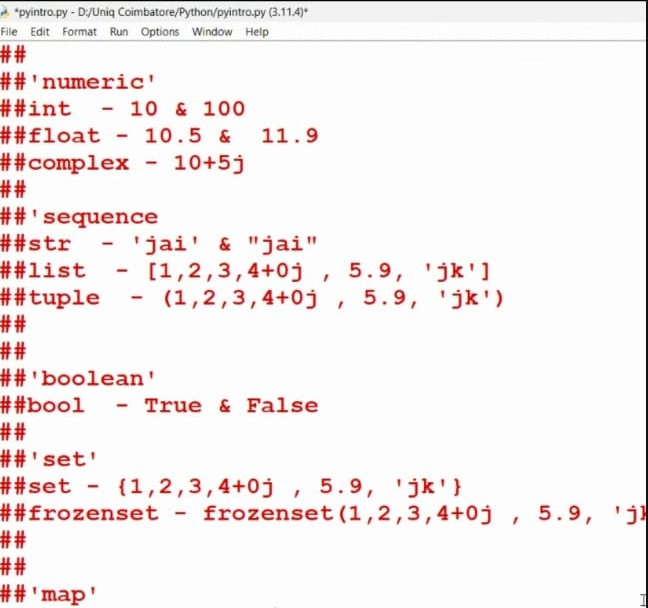 *pyintro.py - D:/Uniq Coimbatore/Python/pyintro.py (3.11.4)*
File Edit Format Run Options Window Help
##
##'numeric'
##int  - 10 & 100
##float - 10.5 &  11.9
##complex - 10+5j
##
##'sequence
##str  - 'jai' & "jai"
##list  - [1,2,3,4+0j , 5.9, 'jk']
##tuple  - (1,2,3,4+0j , 5.9, 'jk')
##
##
##'boolean'
##bool  - True & False
##
##'set'
##set - {1,2,3,4+0j , 5.9, 'jk'}
##frozenset - frozenset(1,2,3,4+0j , 5.9, 'j
##
##
##'map'